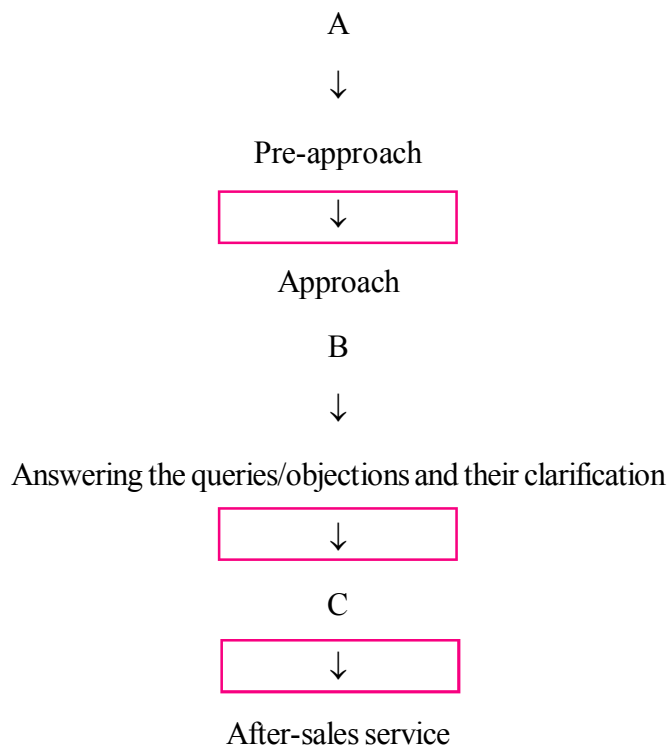 A
↓
Pre-approach
↓
Approach
B
↓
Answering the queries/objections and their clarification
↓
C
↓
After-sales service